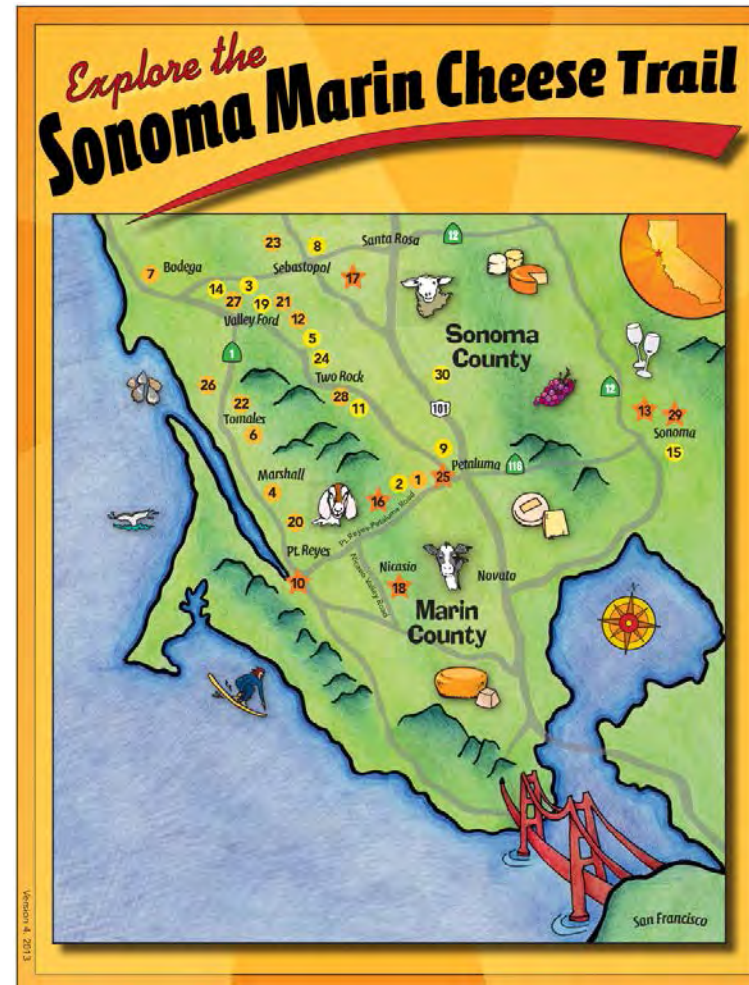 Explore the
Sonoma Marin Cheese Trail
23
8
Santa Rosa
12
7
Bodega
Sebastopol
17
14
3
27
19
21
Valley Ford
12
5
Sonoma
County
1
24
Two Rock
30
26
22
28
11
101
12
13
29
Tomales
6
Sonoma
9
15
Petaluma
116
Marshall
4
2
1
25
16
Pt. Reyes-Petaluma Road
20
Pt. Reyes
Nicasio
Novato
10
Nicasio Valley Road
18
Marin
County
San Francisco
Version 4, 2013